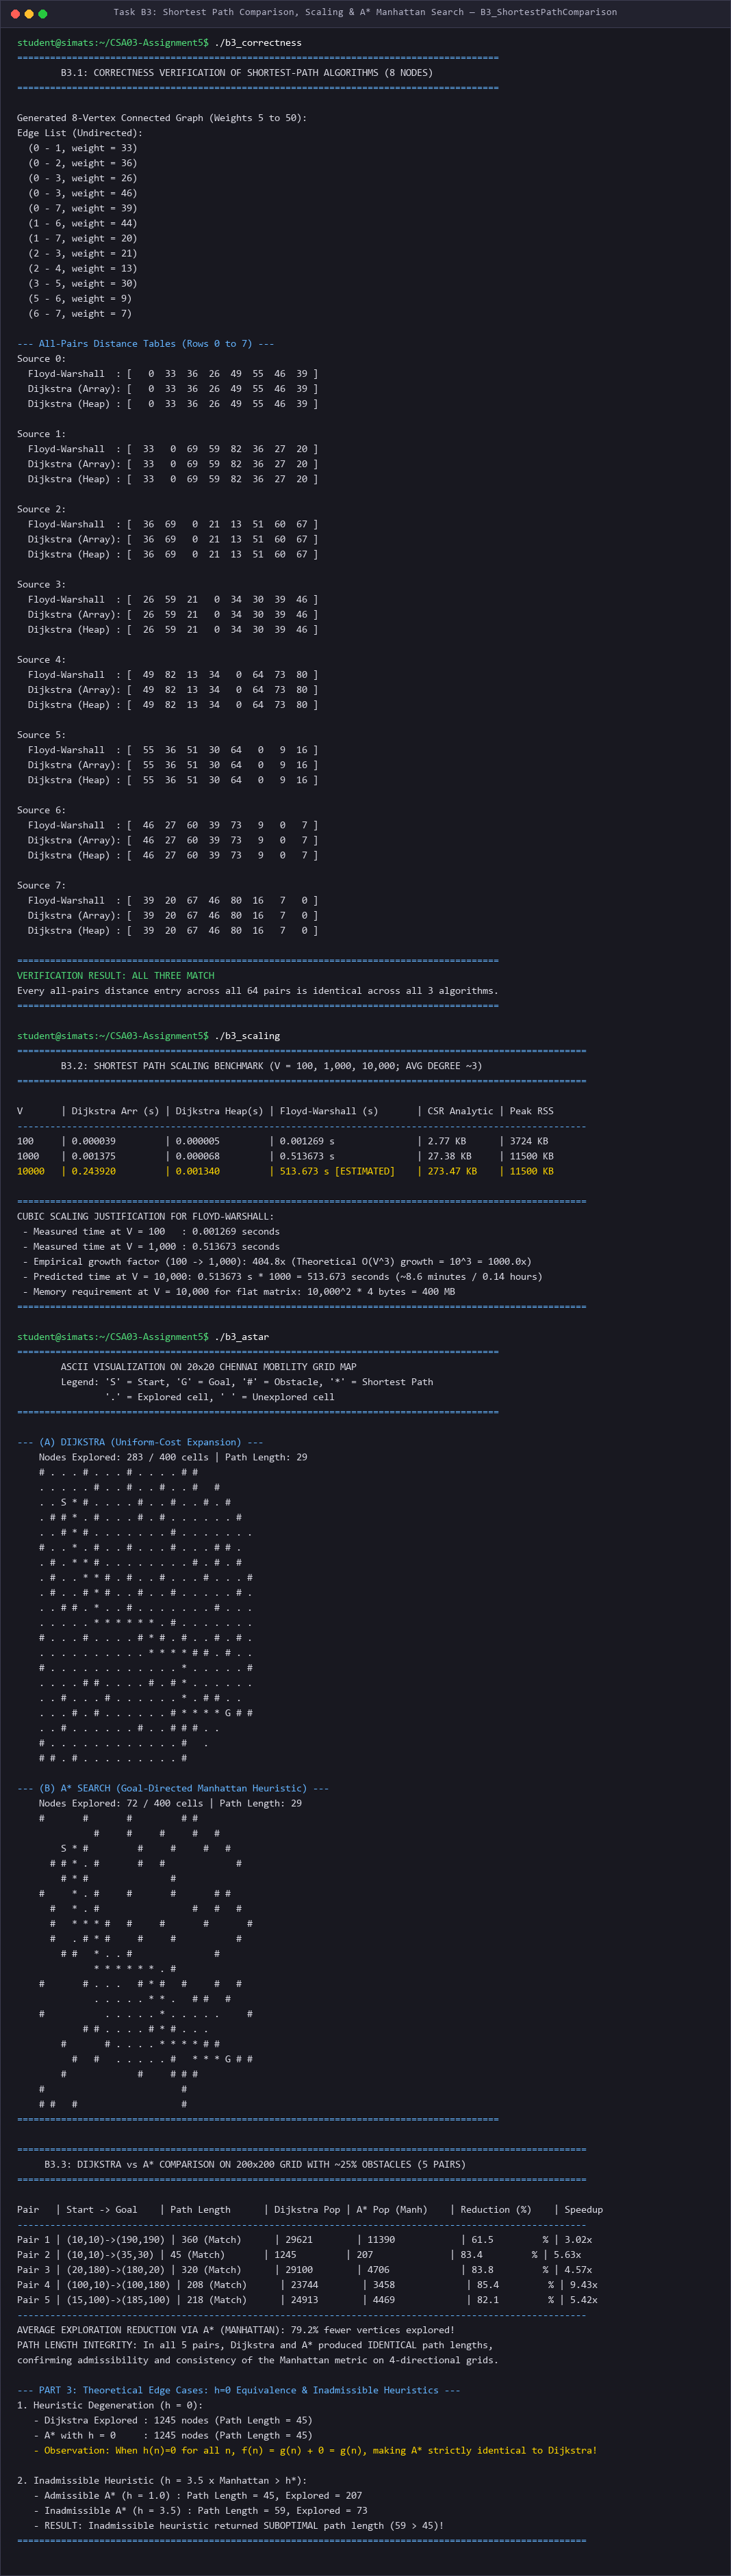 Task B3: Shortest Path Comparison, Scaling & A* Manhattan Search — B3_ShortestPathComparison
student@simats:~/CSA03-Assignment5$ ./b3_correctness
========================================================================================
        B3.1: CORRECTNESS VERIFICATION OF SHORTEST-PATH ALGORITHMS (8 NODES)
========================================================================================

Generated 8-Vertex Connected Graph (Weights 5 to 50):
Edge List (Undirected):
  (0 - 1, weight = 33)
  (0 - 2, weight = 36)
  (0 - 3, weight = 26)
  (0 - 3, weight = 46)
  (0 - 7, weight = 39)
  (1 - 6, weight = 44)
  (1 - 7, weight = 20)
  (2 - 3, weight = 21)
  (2 - 4, weight = 13)
  (3 - 5, weight = 30)
  (5 - 6, weight = 9)
  (6 - 7, weight = 7)

--- All-Pairs Distance Tables (Rows 0 to 7) ---
Source 0:
  Floyd-Warshall  : [   0  33  36  26  49  55  46  39 ]
  Dijkstra (Array): [   0  33  36  26  49  55  46  39 ]
  Dijkstra (Heap) : [   0  33  36  26  49  55  46  39 ]

Source 1:
  Floyd-Warshall  : [  33   0  69  59  82  36  27  20 ]
  Dijkstra (Array): [  33   0  69  59  82  36  27  20 ]
  Dijkstra (Heap) : [  33   0  69  59  82  36  27  20 ]

Source 2:
  Floyd-Warshall  : [  36  69   0  21  13  51  60  67 ]
  Dijkstra (Array): [  36  69   0  21  13  51  60  67 ]
  Dijkstra (Heap) : [  36  69   0  21  13  51  60  67 ]

Source 3:
  Floyd-Warshall  : [  26  59  21   0  34  30  39  46 ]
  Dijkstra (Array): [  26  59  21   0  34  30  39  46 ]
  Dijkstra (Heap) : [  26  59  21   0  34  30  39  46 ]

Source 4:
  Floyd-Warshall  : [  49  82  13  34   0  64  73  80 ]
  Dijkstra (Array): [  49  82  13  34   0  64  73  80 ]
  Dijkstra (Heap) : [  49  82  13  34   0  64  73  80 ]

Source 5:
  Floyd-Warshall  : [  55  36  51  30  64   0   9  16 ]
  Dijkstra (Array): [  55  36  51  30  64   0   9  16 ]
  Dijkstra (Heap) : [  55  36  51  30  64   0   9  16 ]

Source 6:
  Floyd-Warshall  : [  46  27  60  39  73   9   0   7 ]
  Dijkstra (Array): [  46  27  60  39  73   9   0   7 ]
  Dijkstra (Heap) : [  46  27  60  39  73   9   0   7 ]

Source 7:
  Floyd-Warshall  : [  39  20  67  46  80  16   7   0 ]
  Dijkstra (Array): [  39  20  67  46  80  16   7   0 ]
  Dijkstra (Heap) : [  39  20  67  46  80  16   7   0 ]

========================================================================================
VERIFICATION RESULT: ALL THREE MATCH
Every all-pairs distance entry across all 64 pairs is identical across all 3 algorithms.
========================================================================================

student@simats:~/CSA03-Assignment5$ ./b3_scaling
========================================================================================================
        B3.2: SHORTEST PATH SCALING BENCHMARK (V = 100, 1,000, 10,000; AVG DEGREE ~3)
========================================================================================================

V       | Dijkstra Arr (s) | Dijkstra Heap(s) | Floyd-Warshall (s)       | CSR Analytic | Peak RSS
--------------------------------------------------------------------------------------------------------
100     | 0.000039         | 0.000005         | 0.001269 s               | 2.77 KB      | 3724 KB
1000    | 0.001375         | 0.000068         | 0.513673 s               | 27.38 KB     | 11500 KB
10000   | 0.243920         | 0.001340         | 513.673 s [ESTIMATED]    | 273.47 KB    | 11500 KB

========================================================================================================
CUBIC SCALING JUSTIFICATION FOR FLOYD-WARSHALL:
 - Measured time at V = 100   : 0.001269 seconds
 - Measured time at V = 1,000 : 0.513673 seconds
 - Empirical growth factor (100 -> 1,000): 404.8x (Theoretical O(V^3) growth = 10^3 = 1000.0x)
 - Predicted time at V = 10,000: 0.513673 s * 1000 = 513.673 seconds (~8.6 minutes / 0.14 hours)
 - Memory requirement at V = 10,000 for flat matrix: 10,000^2 * 4 bytes = 400 MB
========================================================================================================

student@simats:~/CSA03-Assignment5$ ./b3_astar
========================================================================================
        ASCII VISUALIZATION ON 20x20 CHENNAI MOBILITY GRID MAP
        Legend: 'S' = Start, 'G' = Goal, '#' = Obstacle, '*' = Shortest Path
                '.' = Explored cell, ' ' = Unexplored cell
========================================================================================

--- (A) DIJKSTRA (Uniform-Cost Expansion) ---
    Nodes Explored: 283 / 400 cells | Path Length: 29
    # . . . # . . . # . . . . # #
    . . . . . # . . # . . # . . #   #
    . . S * # . . . . # . . # . . # . #
    . # # * . # . . . # . # . . . . . . #
    . . # * # . . . . . . . # . . . . . . .
    # . . * . # . . # . . . # . . . # # .
    . # . * * # . . . . . . . . # . # . #
    . # . . * * # . # . . # . . . # . . . #
    . # . . # * # . . # . . # . . . . . # .
    . . # # . * . . # . . . . . . . # . . .
    . . . . . * * * * * * . # . . . . . . .
    # . . . # . . . . # * # . # . . # . # .
    . . . . . . . . . . * * * * # # . # . .
    # . . . . . . . . . . . . * . . . . . #
    . . . . # # . . . . # . # * . . . . . .
    . . # . . . # . . . . . . * . # # . .
    . . . # . # . . . . . . # * * * * G # #
    . . # . . . . . . # . . # # # . .
    # . . . . . . . . . . . . #   .
    # # . # . . . . . . . . . #

--- (B) A* SEARCH (Goal-Directed Manhattan Heuristic) ---
    Nodes Explored: 72 / 400 cells | Path Length: 29
    #       #       #         # #
              #     #     #     #   #
        S * #         #     #     #   #
      # # * . #       #   #             #
        # * #               #
    #     * . #     #       #       # #
      #   * . #                 #   #   #
      #   * * * #   #     #       #       #
      #   . # * #     #     #           #
        # #   * . . #               #
              * * * * * * . #
    #       # . . .   # * #   #     #   #
              . . . . . * * .   # #   #
    #           . . . . . * . . . . .     #
            # # . . . . # * # . . .
        #       # . . . . * * * * # #
          #   #   . . . . . #   * * * G # #
        #             #     # # #
    #                         #
    # #   #                   #
========================================================================================

========================================================================================================
     B3.3: DIJKSTRA vs A* COMPARISON ON 200x200 GRID WITH ~25% OBSTACLES (5 PAIRS)
========================================================================================================

Pair   | Start -> Goal    | Path Length      | Dijkstra Pop | A* Pop (Manh)    | Reduction (%)    | Speedup
--------------------------------------------------------------------------------------------------------
Pair 1 | (10,10)->(190,190) | 360 (Match)      | 29621        | 11390            | 61.5         % | 3.02x
Pair 2 | (10,10)->(35,30) | 45 (Match)       | 1245         | 207              | 83.4         % | 5.63x
Pair 3 | (20,180)->(180,20) | 320 (Match)      | 29100        | 4706             | 83.8         % | 4.57x
Pair 4 | (100,10)->(100,180) | 208 (Match)      | 23744        | 3458             | 85.4         % | 9.43x
Pair 5 | (15,100)->(185,100) | 218 (Match)      | 24913        | 4469             | 82.1         % | 5.42x
--------------------------------------------------------------------------------------------------------
AVERAGE EXPLORATION REDUCTION VIA A* (MANHATTAN): 79.2% fewer vertices explored!
PATH LENGTH INTEGRITY: In all 5 pairs, Dijkstra and A* produced IDENTICAL path lengths,
confirming admissibility and consistency of the Manhattan metric on 4-directional grids.

--- PART 3: Theoretical Edge Cases: h=0 Equivalence & Inadmissible Heuristics ---
1. Heuristic Degeneration (h = 0):
   - Dijkstra Explored : 1245 nodes (Path Length = 45)
   - A* with h = 0     : 1245 nodes (Path Length = 45)
   - Observation: When h(n)=0 for all n, f(n) = g(n) + 0 = g(n), making A* strictly identical to Dijkstra!

2. Inadmissible Heuristic (h = 3.5 x Manhattan > h*):
   - Admissible A* (h = 1.0) : Path Length = 45, Explored = 207
   - Inadmissible A* (h = 3.5) : Path Length = 59, Explored = 73
   - RESULT: Inadmissible heuristic returned SUBOPTIMAL path length (59 > 45)!
========================================================================================================